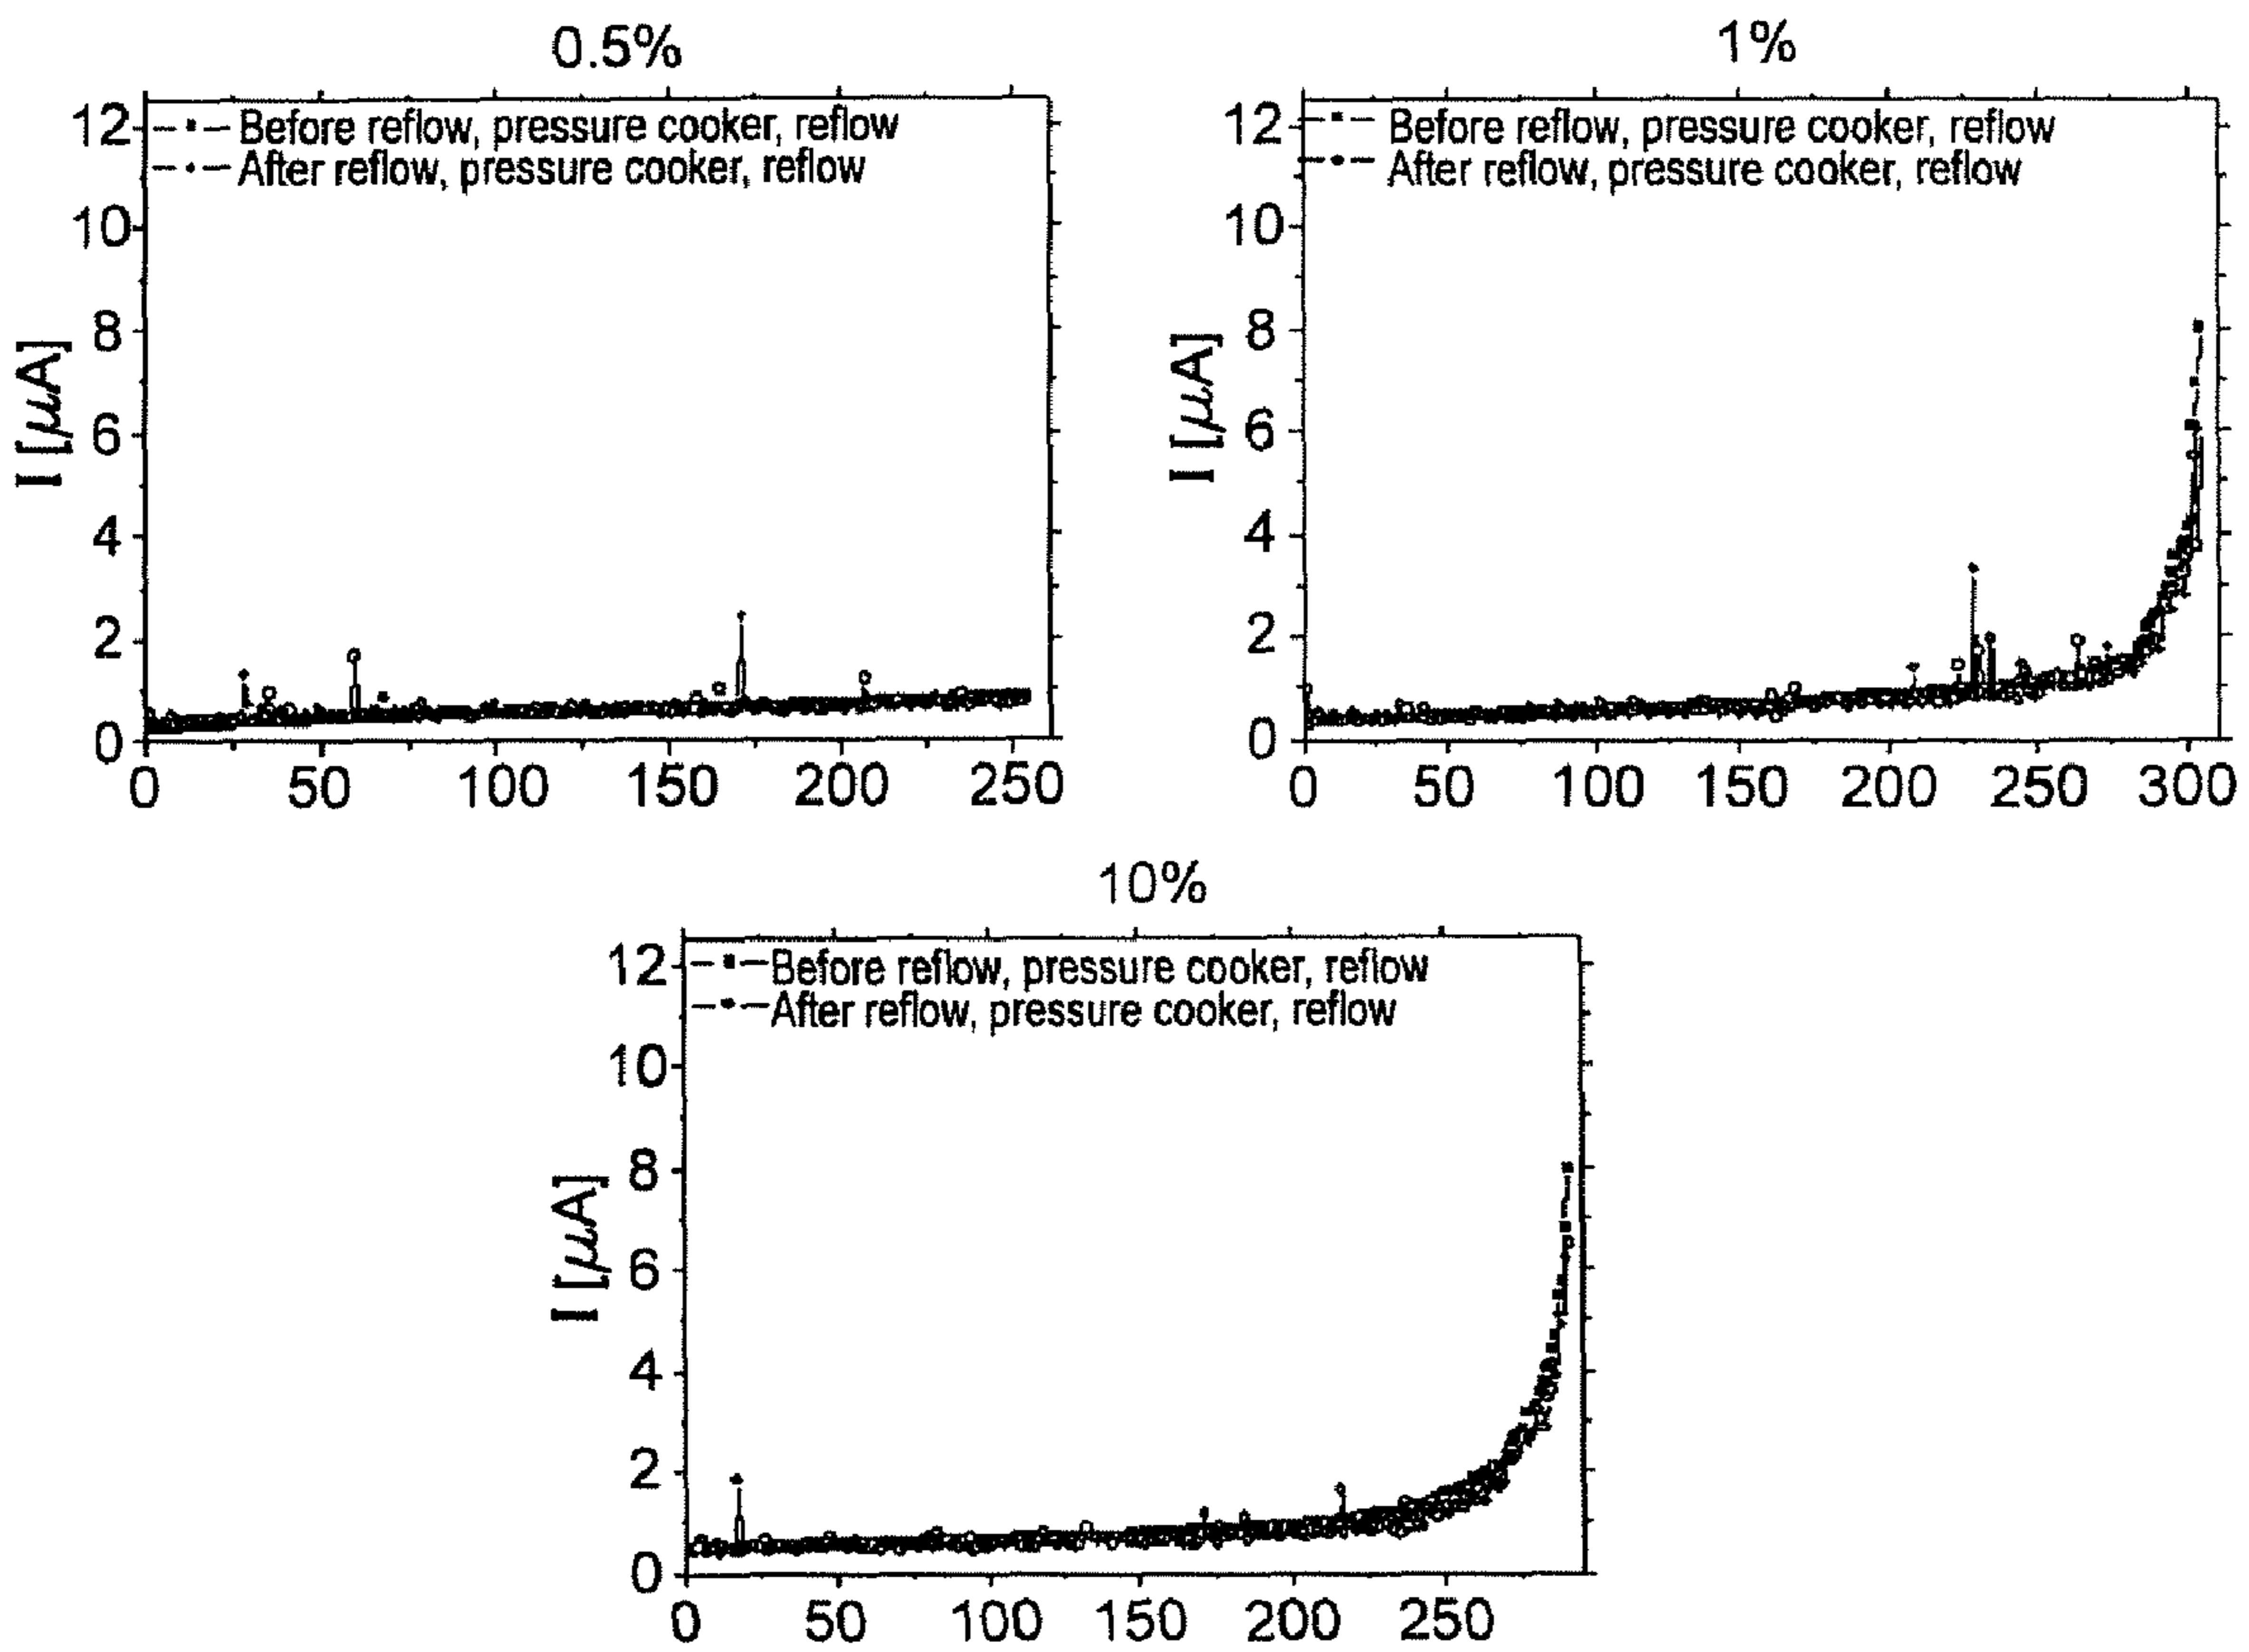 0.5%
12
Before reflow, pressure cooker, reflow
After reflow, pressure cooker, reflow
10
8
6
4
2
0
I [μA]
0 50 100 150 200 250
1%
12
Before reflow, pressure cooker, reflow
After reflow, pressure cooker, reflow
10
8
6
4
2
0
I [μA]
0 50 100 150 200 250 300
10%
12
Before reflow, pressure cooker, reflow
After reflow, pressure cooker, reflow
10
8
6
4
2
0
I [μA]
0 50 100 150 200 250